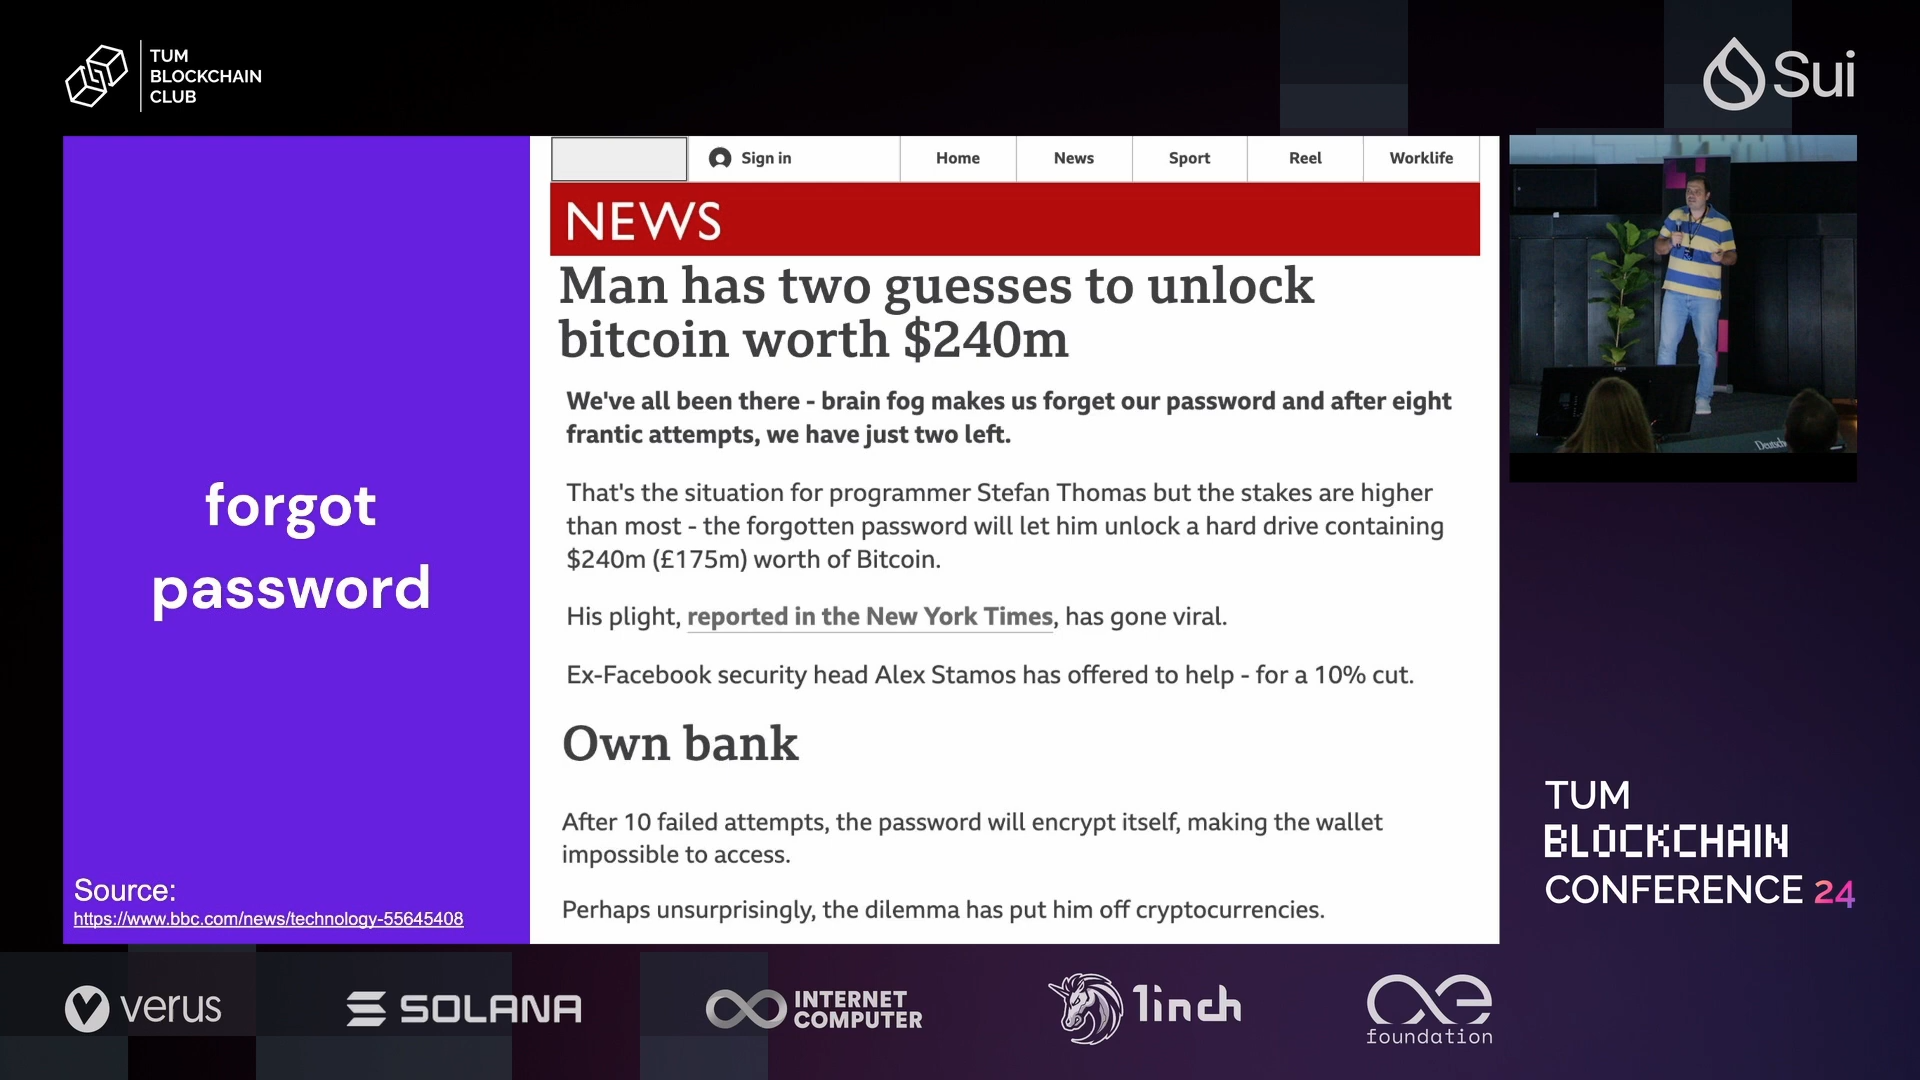 TUM
BLOCKCHAIN
CLUB
Sui
Sign in
Home
News
Sport
Reel
Worklife
NEWS
Man has two guesses to unlock
bitcoin worth $240m
We've all been there - brain fog makes us forget our password and after eight
frantic attempts, we have just two left.
That's the situation for programmer Stefan Thomas but the stakes are higher
than most - the forgotten password will let him unlock a hard drive containing
$240m (£175m) worth of Bitcoin.
His plight, reported in the New York Times, has gone viral.
Ex-Facebook security head Alex Stamos has offered to help - for a 10% cut.
Own bank
After 10 failed attempts, the password will encrypt itself, making the wallet
impossible to access.
Perhaps unsurprisingly, the dilemma has put him off cryptocurrencies.
forgot
password
Source:
https://www.bbc.com/news/technology-55645408
TUM
BLOCKCHAIN
CONFERENCE 24
verus
SOLANA
INTERNET
COMPUTER
1inch
ae
foundation